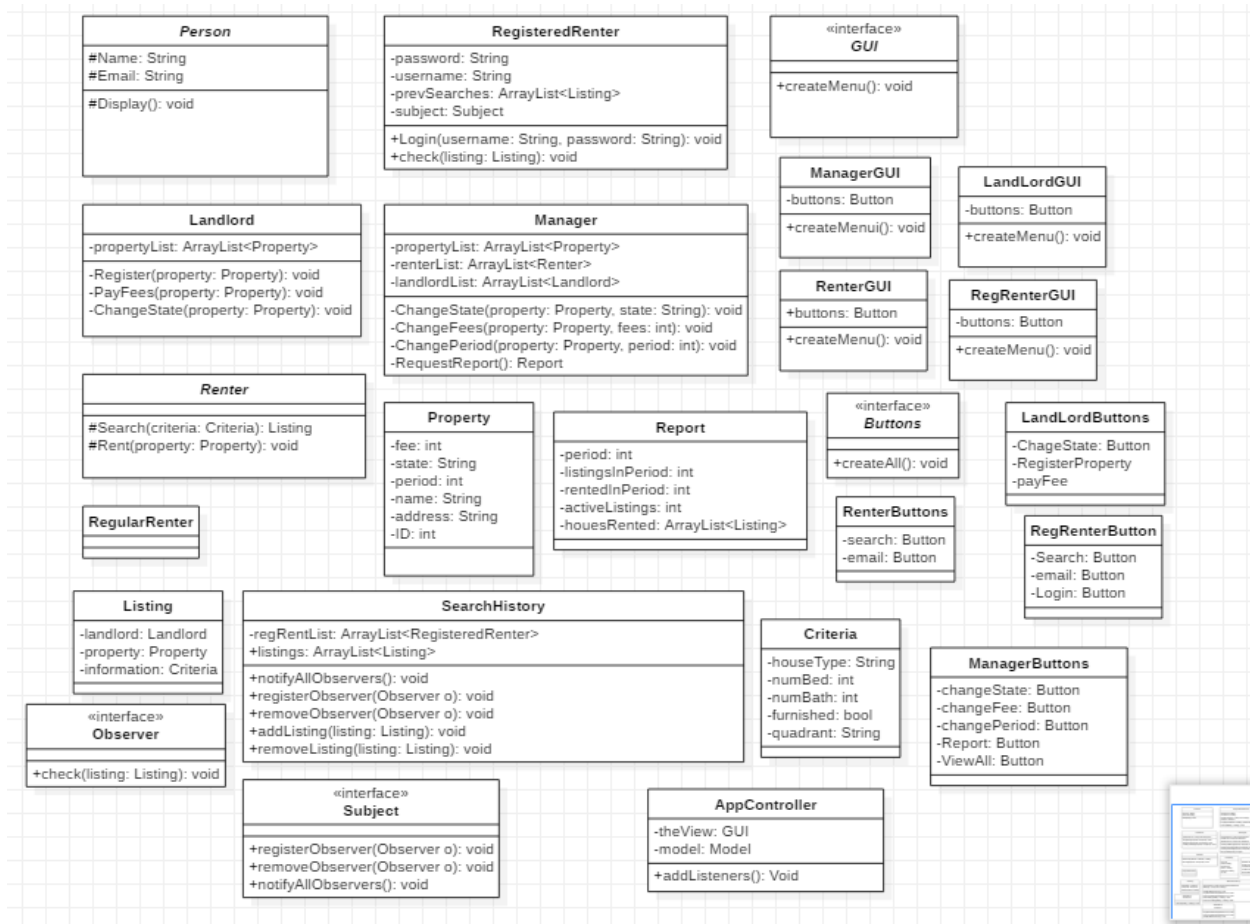 Person
#Name: String
#Email: String
#Display(): void
RegisteredRenter
-password: String
-username: String
-prevSearches: ArrayList<Listing>
-subject: Subject
+Login(username: String, password: String): void
+check(listing: Listing): void
«interface»
GUI
+createMenu(): void
ManagerGUI
-buttons: Button
+createMenui(): void
LandLordGUI
-buttons: Button
+createMenu(): void
Landlord
-propertyList: ArrayList<Property>
-Register(property: Property): void
-PayFees(property: Property): void
-ChangeState(property: Property): void
Manager
-propertyList: ArrayList<Property>
-renterList: ArrayList<Renter>
-landlordList: ArrayList<Landlord>
-ChangeState(property: Property, state: String): void
-ChangeFees(property: Property, fees: int): void
-ChangePeriod(property: Property, period: int): void
-RequestReport(): Report
RenterGUI
+buttons: Button
+createMenu(): void
RegRenterGUI
-buttons: Button
+createMenu(): void
Renter
#Search(criteria: Criteria): Listing
#Rent(property: Property): void
Property
-fee: int
-state: String
-period: int
-name: String
-address: String
-ID: int
Report
-period: int
-listingsInPeriod: int
-rentedInPeriod: int
-activeListings: int
-houesRented: ArrayList<Listing>
«interface»
Buttons
+createAll(): void
LandLordButtons
-ChageState: Button
-RegisterProperty
-payFee
RegularRenter
RenterButtons
-search: Button
-email: Button
RegRenterButton
-Search: Button
-email: Button
-Login: Button
Listing
-landlord: Landlord
-property: Property
-information: Criteria
SearchHistory
-regRentList: ArrayList<RegisteredRenter>
+listings: ArrayList<Listing>
+notifyAllObservers(): void
+registerObserver(Observer o): void
+removeObserver(Observer o): void
+addListing(listing: Listing): void
+removeListing(listing: Listing): void
Criteria
-houseType: String
-numBed: int
-numBath: int
-furnished: bool
-quadrant: String
ManagerButtons
-changeState: Button
-changeFee: Button
-changePeriod: Button
-Report: Button
-ViewAll: Button
«interface»
Observer
+check(listing: Listing): void
«interface»
Subject
+registerObserver(Observer o): void
+removeObserver(Observer o): void
+notifyAllObservers(): void
AppController
-theView: GUI
-model: Model
+addListeners(): Void